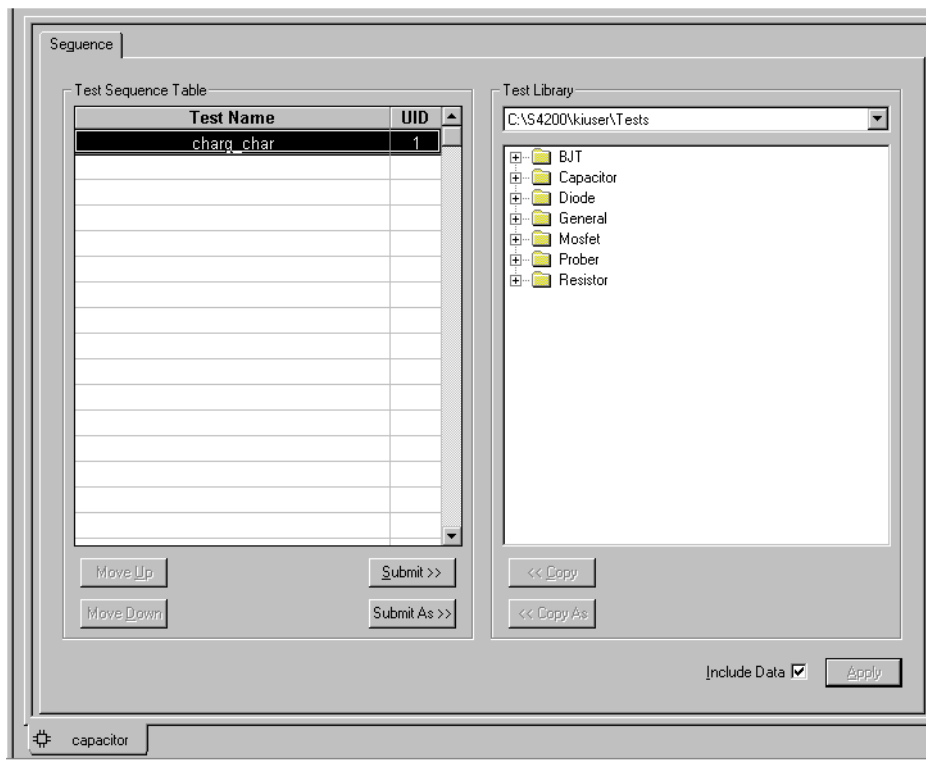 Sequence
Test Sequence Table
Test Name UID
charg_char 1
Move Up
Submit >>
Move Down
Submit As >>
Test Library
C:\S4200\kiuser\Tests
BJT
Capacitor
Diode
General
Mosfet
Prober
Resistor
<< Copy
<< Copy As
Include Data
Apply
capacitor